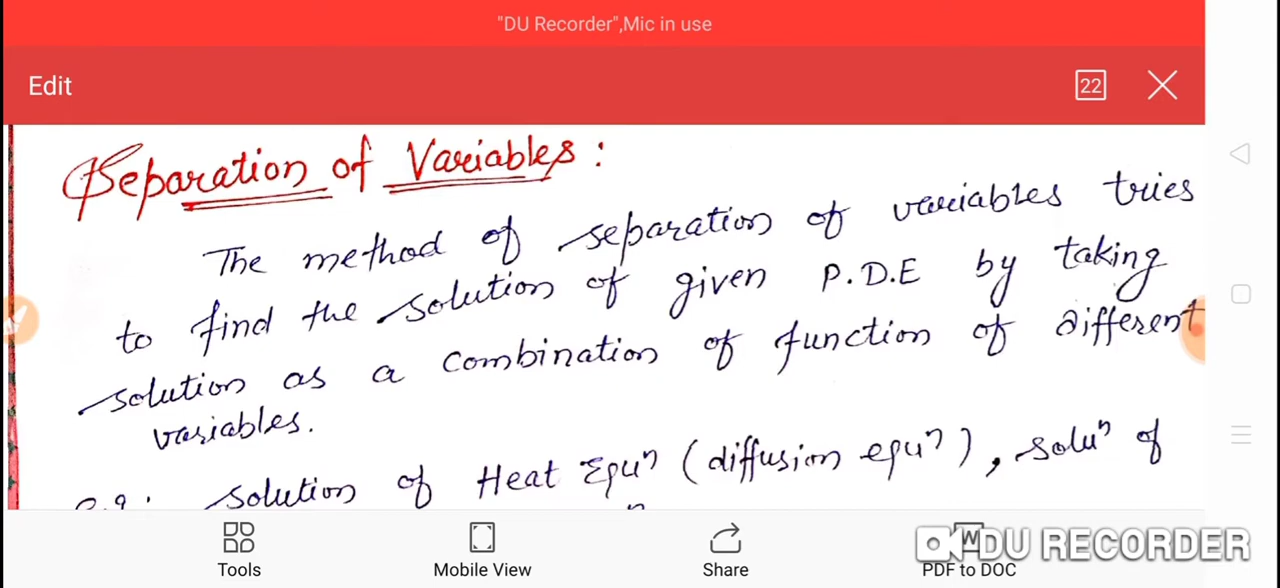 "DU Recorder",Mic in use
Edit
22
Separation of Variables:
The method of separation of variables tries
to find the solution of given P.D.E by taking
solution as a combination of function of different
variables.
e.g. solution of Heat Equⁿ (diffusion equⁿ), soluⁿ of
Tools
Mobile View
Share
PDF to DOC
DU RECORDER